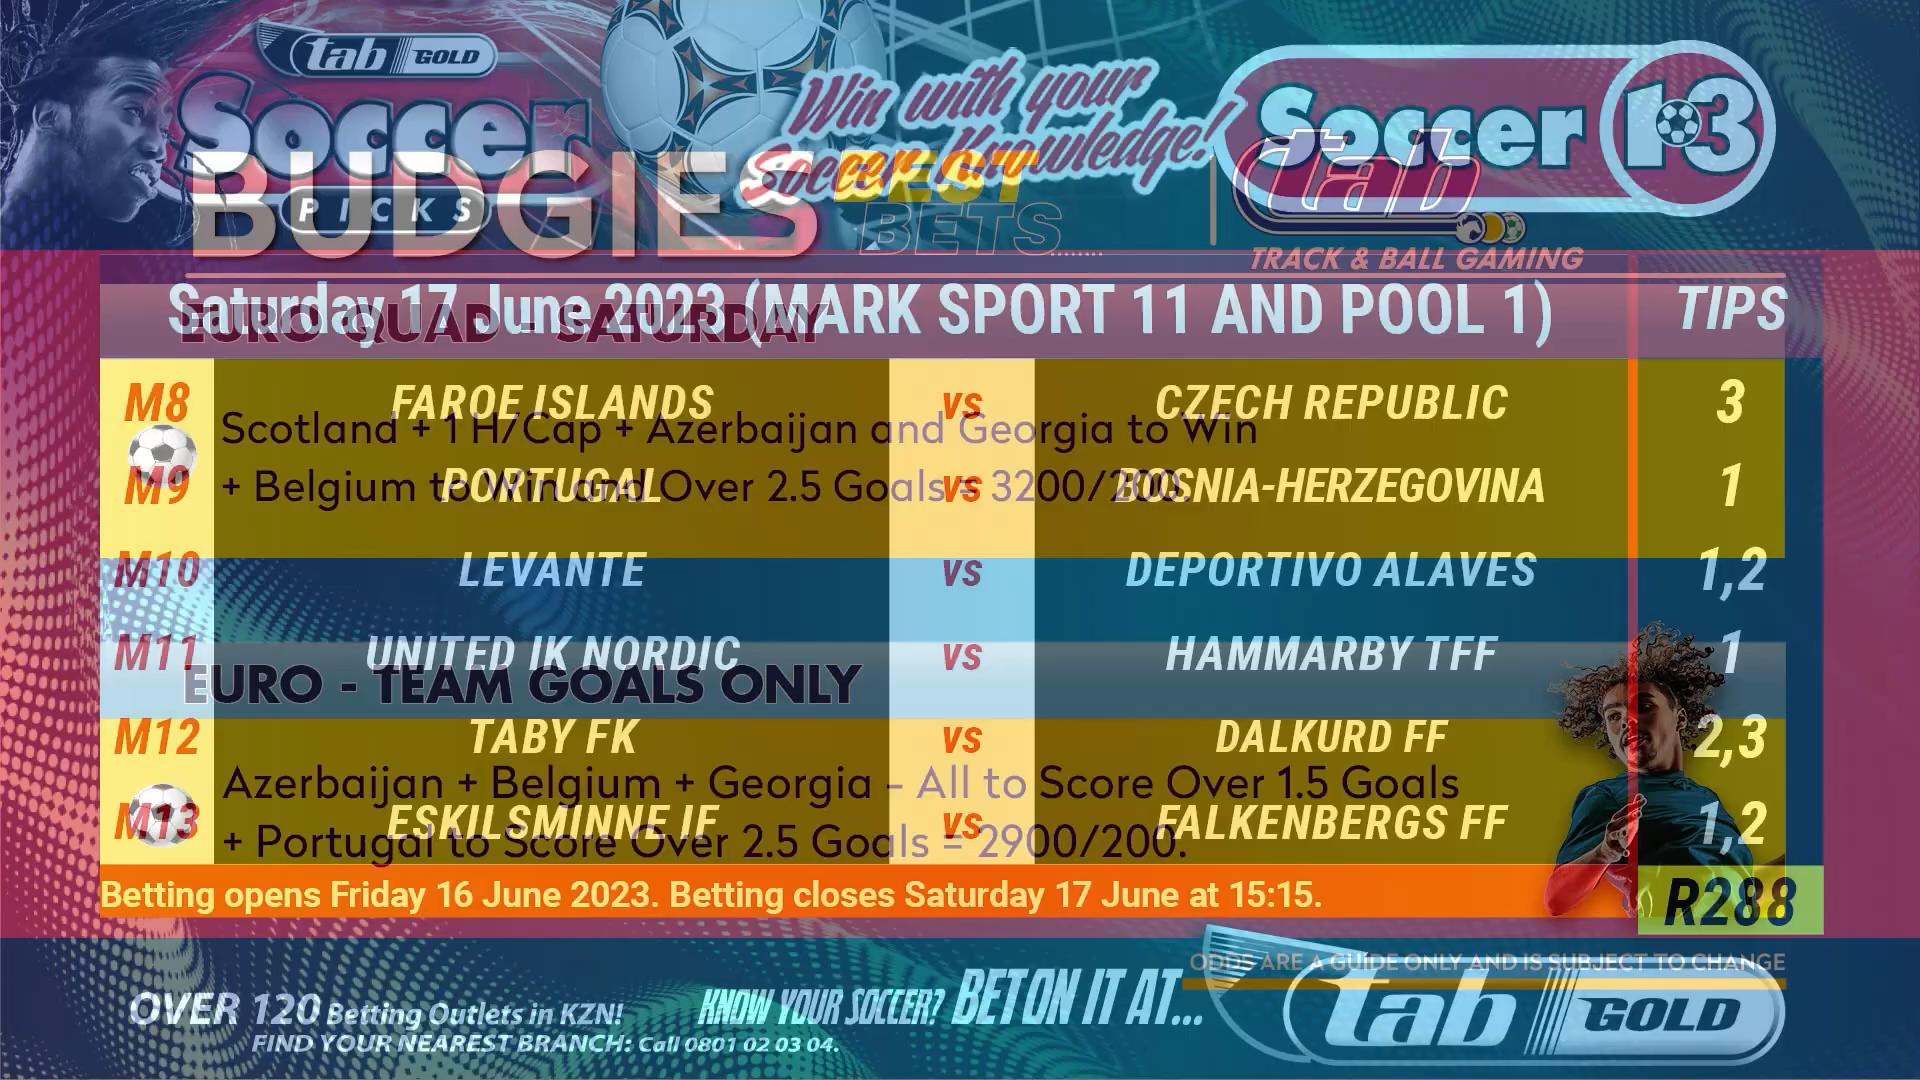 tab GOLD
Soccer
PICKS
BUDGIES BEST
BETS........
Win with your
Soccer Knowledge!
Soccer 13
tab
TRACK & BALL GAMING
Saturday 17 June 2023 (MARK SPORT 11 AND POOL 1) TIPS
EURO QUAD - SATURDAY
M8 FAROE ISLANDS vs CZECH REPUBLIC 3
Scotland + 1 H/Cap + Azerbaijan and Georgia to Win
M9 PORTUGAL vs BOSNIA-HERZEGOVINA 1
+ Belgium to Win and Over 2.5 Goals = 3200/200.
M10 LEVANTE vs DEPORTIVO ALAVES 1,2
M11 UNITED IK NORDIC vs HAMMARBY TFF 1
EURO - TEAM GOALS ONLY
M12 TABY FK vs DALKURD FF 2,3
Azerbaijan + Belgium + Georgia - All to Score Over 1.5 Goals
M13 ESKILSMINNE IF vs FALKENBERGS FF 1,2
+ Portugal to Score Over 2.5 Goals = 2900/200.
Betting opens Friday 16 June 2023. Betting closes Saturday 17 June at 15:15.
R288
ODDS ARE A GUIDE ONLY AND IS SUBJECT TO CHANGE
OVER 120 Betting Outlets in KZN!
FIND YOUR NEAREST BRANCH: Call 0801 02 03 04.
KNOW YOUR SOCCER? BET ON IT AT...
tab GOLD